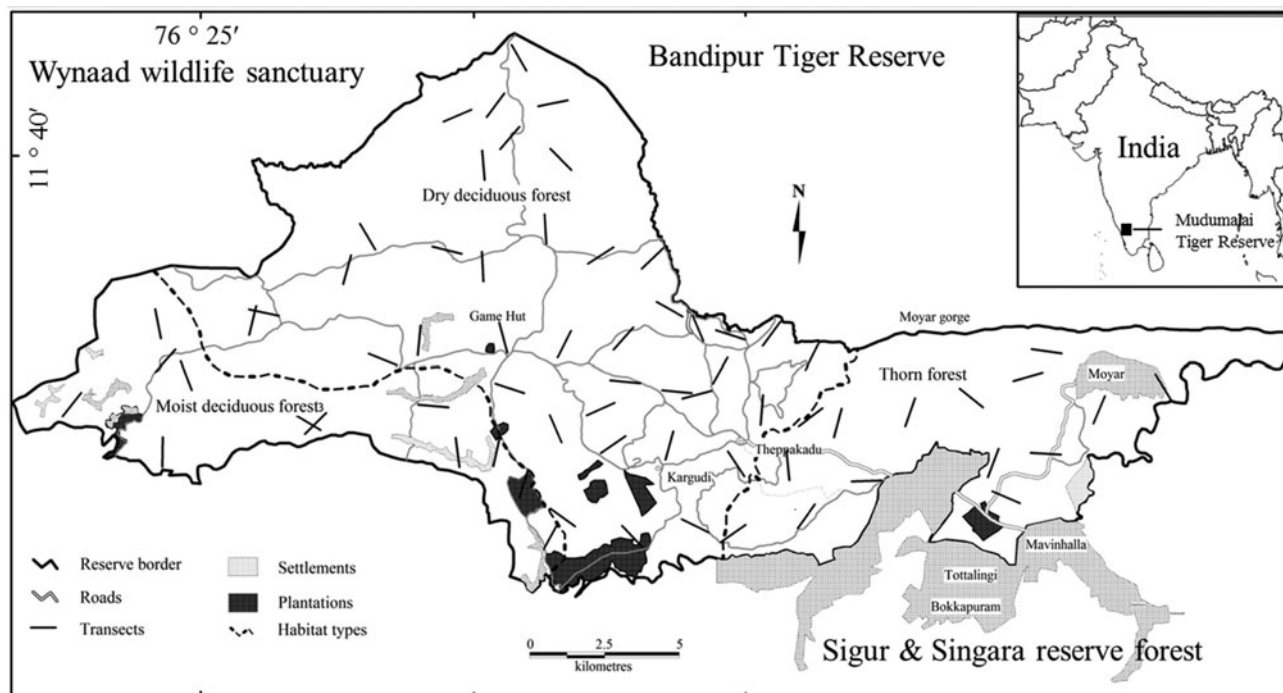 76 ° 25′
Wynaad wildlife sanctuary
Bandipur Tiger Reserve
11 ° 40′
India
Mudumalai
Tiger Reserve
N
Dry deciduous forest
Game Hut
Moyar gorge
Thorn forest
Moyar
Moist deciduous forest3
Theppakadu
Kargudi
Mavinhalla
Tottalingi
Bokkapuram
Sigur & Singara reserve forest
Reserve border
Settlements
Roads
Plantations
Transects
Habitat types
0 2.5 5
kilometres